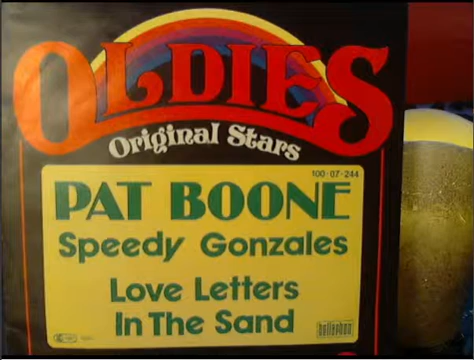 OLDIES
Original Stars
100·07·244
PAT BOONE
Speedy Gonzales
Love Letters
In The Sand
bellaphon